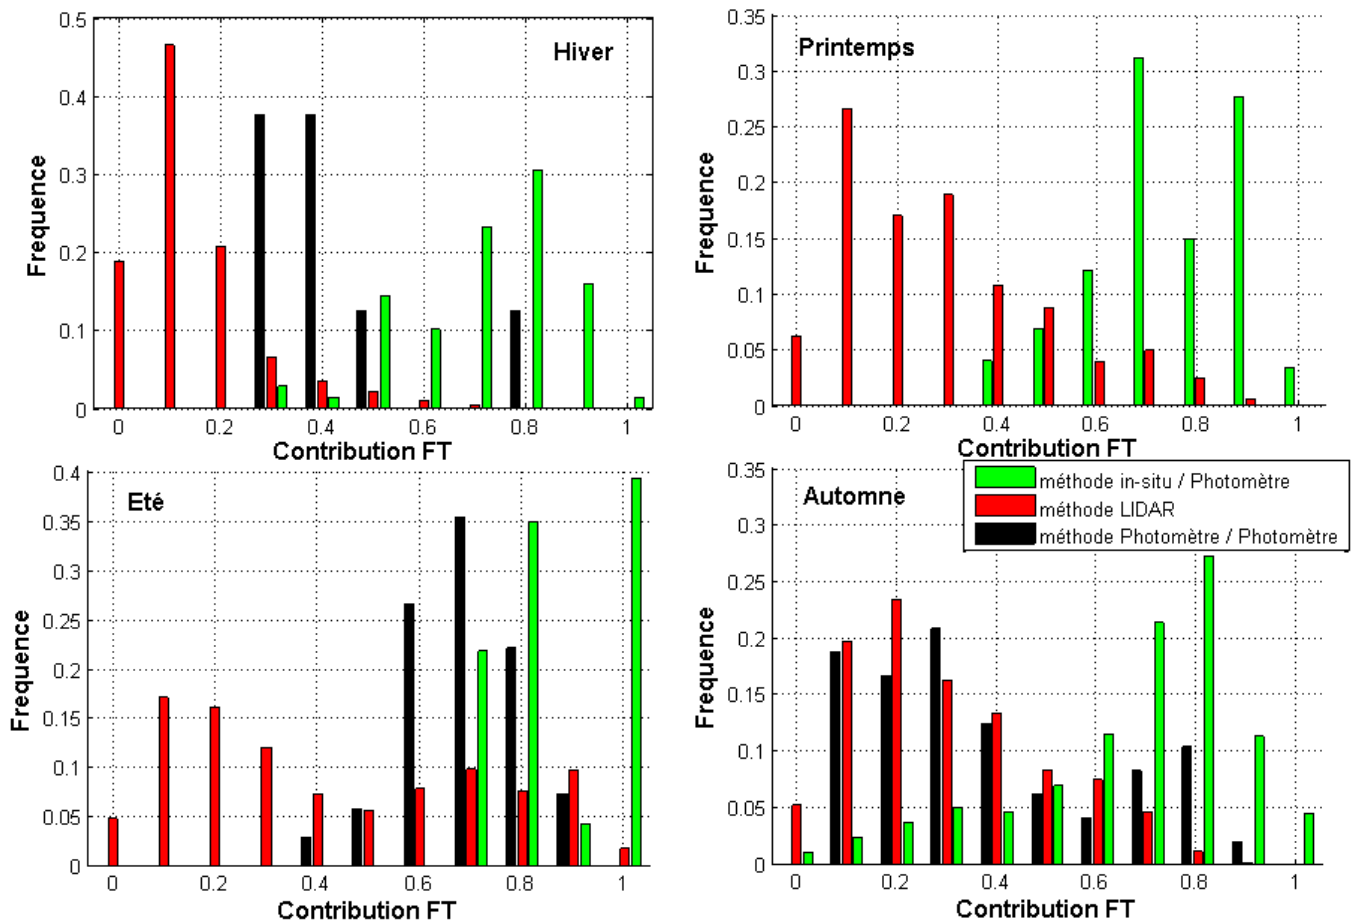 Hiver
Frequence
0.5
0.4
0.3
0.2
0.1
0
0 0.2 0.4 0.6 0.8 1
Contribution FT
Printemps
Frequence
0.35
0.3
0.25
0.2
0.15
0.1
0.05
0
0 0.2 0.4 0.6 0.8 1
Contribution FT
Eté
Frequence
0.4
0.35
0.3
0.25
0.2
0.15
0.1
0.05
0
0 0.2 0.4 0.6 0.8 1
Contribution FT
Automne
méthode in-situ / Photomètre
méthode LIDAR
méthode Photomètre / Photomètre
Frequence
0.35
0.3
0.25
0.2
0.15
0.1
0.05
0
0 0.2 0.4 0.6 0.8 1
Contribution FT